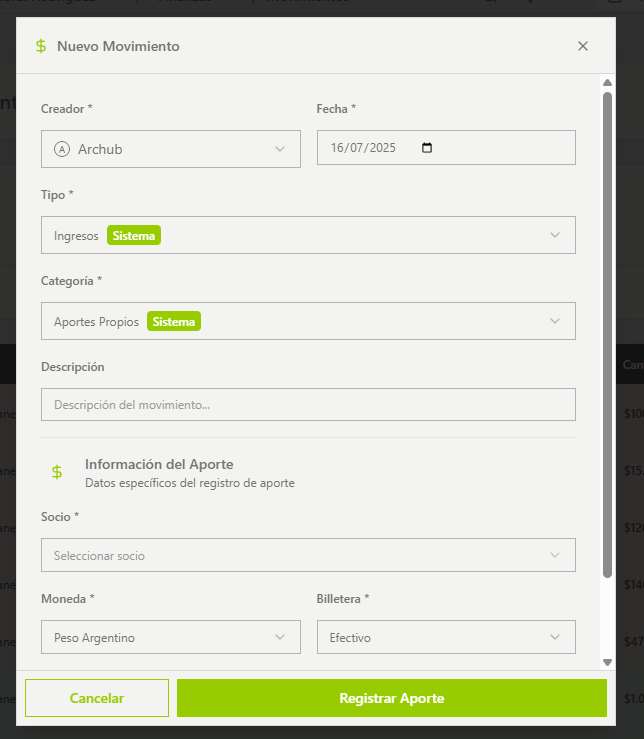 Movimientos
Nuevo Movimiento
Creador *
Fecha *
A Archub
16/07/2025
Tipo *
Ingresos Sistema
Categoría *
Aportes Propios Sistema
Descripción
Descripción del movimiento...
Información del Aporte
Datos específicos del registro de aporte
Socio *
Seleccionar socio
Moneda *
Billetera *
Peso Argentino
Efectivo
Cancelar
Registrar Aporte